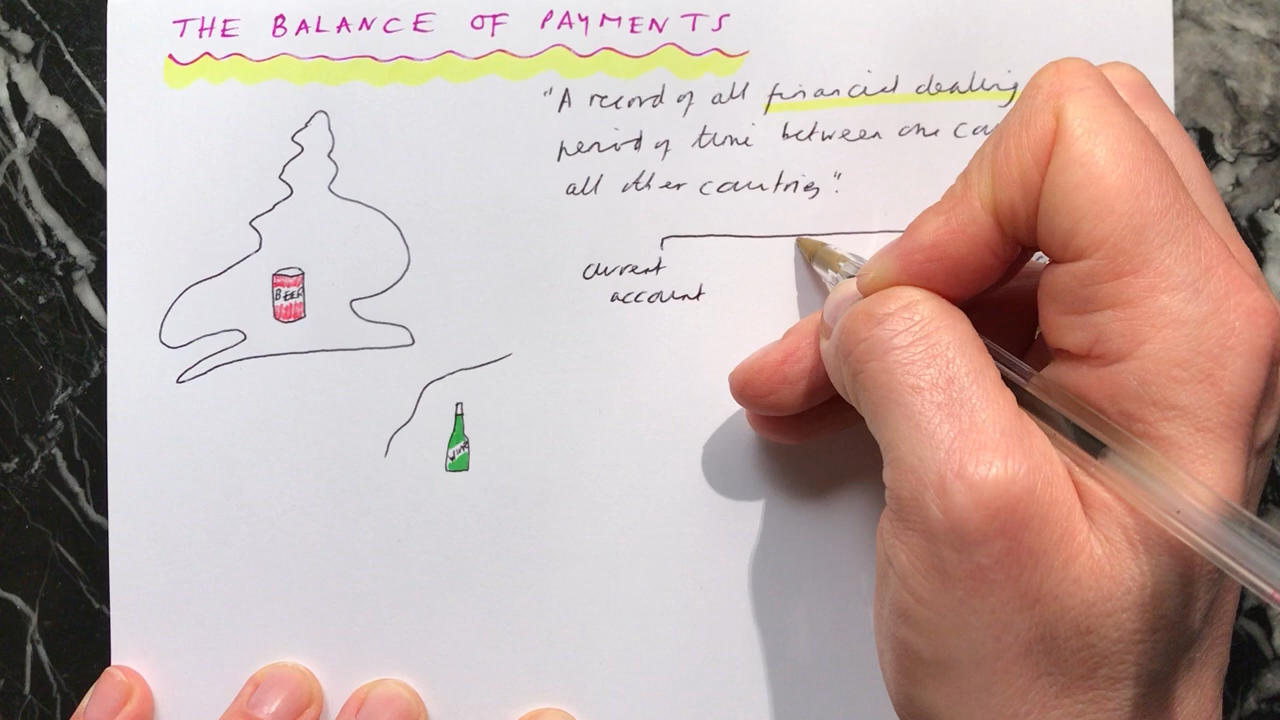 THE BALANCE OF PAYMENTS
"A record of all financial dealing
period of time between one co
all other countries".
current
account
BEER
WINE